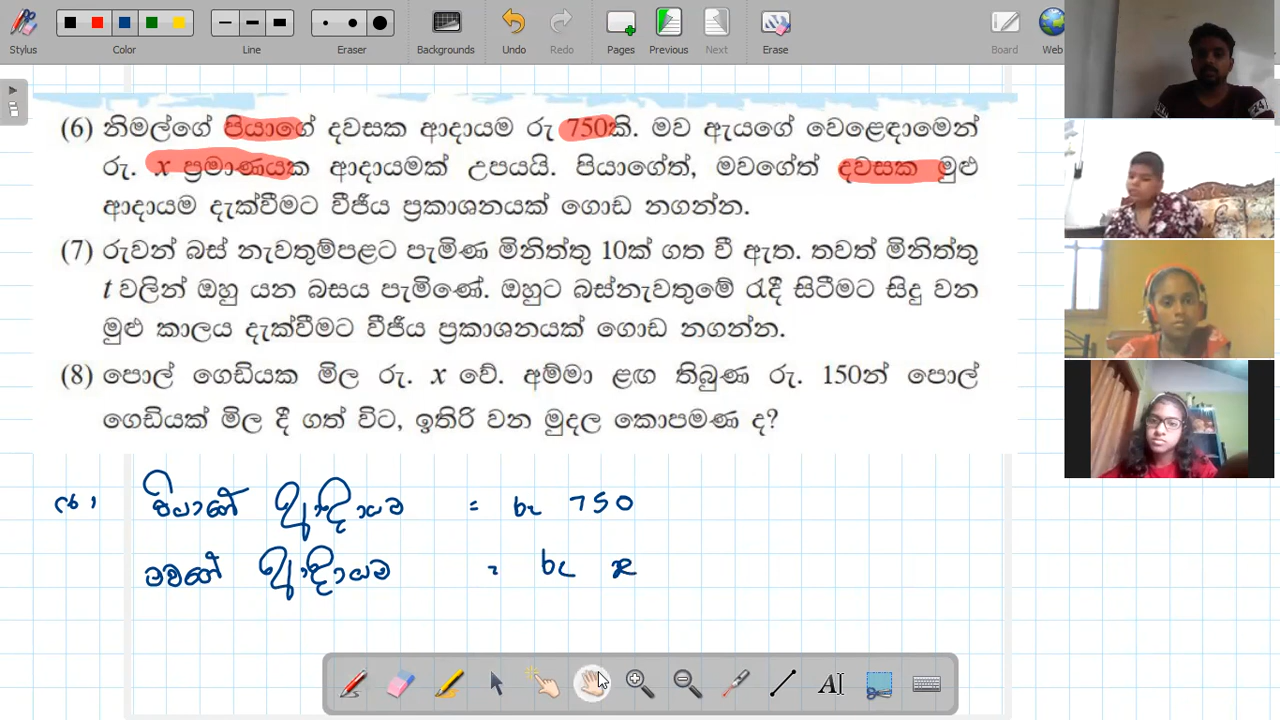 Stylus
Color
Line
Eraser
Backgrounds
Undo
Redo
Pages
Previous
Next
Erase
Board
Web
(6) නිමල්ගේ පියාගේ දවසක ආදායම රු 750කි. මව ඇයගේ වෙළෙඳාමෙන්
රු. x ප්‍රමාණයක ආදායමක් උපයයි. පියාගේත්, මවගේත් දවසක මුළු
ආදායම දැක්වීමට වීජීය ප්‍රකාශනයක් ගොඩ නගන්න.
(7) රුවන් බස් නැවතුම්පළට පැමිණ මිනිත්තු 10ක් ගත වී ඇත. තවත් මිනිත්තු
t වලින් ඔහු යන බසය පැමිණේ. ඔහුට බස්නැවතුමේ රැදී සිටීමට සිදු වන
මුළු කාලය දැක්වීමට වීජීය ප්‍රකාශනයක් ගොඩ නගන්න.
(8) පොල් ගෙඩියක මිල රු. x වේ. අම්මා ළඟ තිබුණ රු. 150න් පොල්
ගෙඩියක් මිල දී ගත් විට, ඉතිරි වන මුදල කොපමණ ද?
පියාගේ ආදායම = රු 750
මවගේ ආදායම = රු x
AI